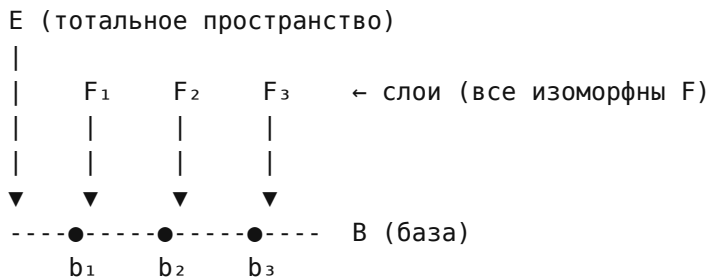 E (тотальное пространство)
|
|    F₁    F₂    F₃    ← слои (все изоморфны F)
|    |     |     |
|    |     |     |
▼    ▼     ▼     ▼
----●-----●-----●----  B (база)
    b₁    b₂    b₃